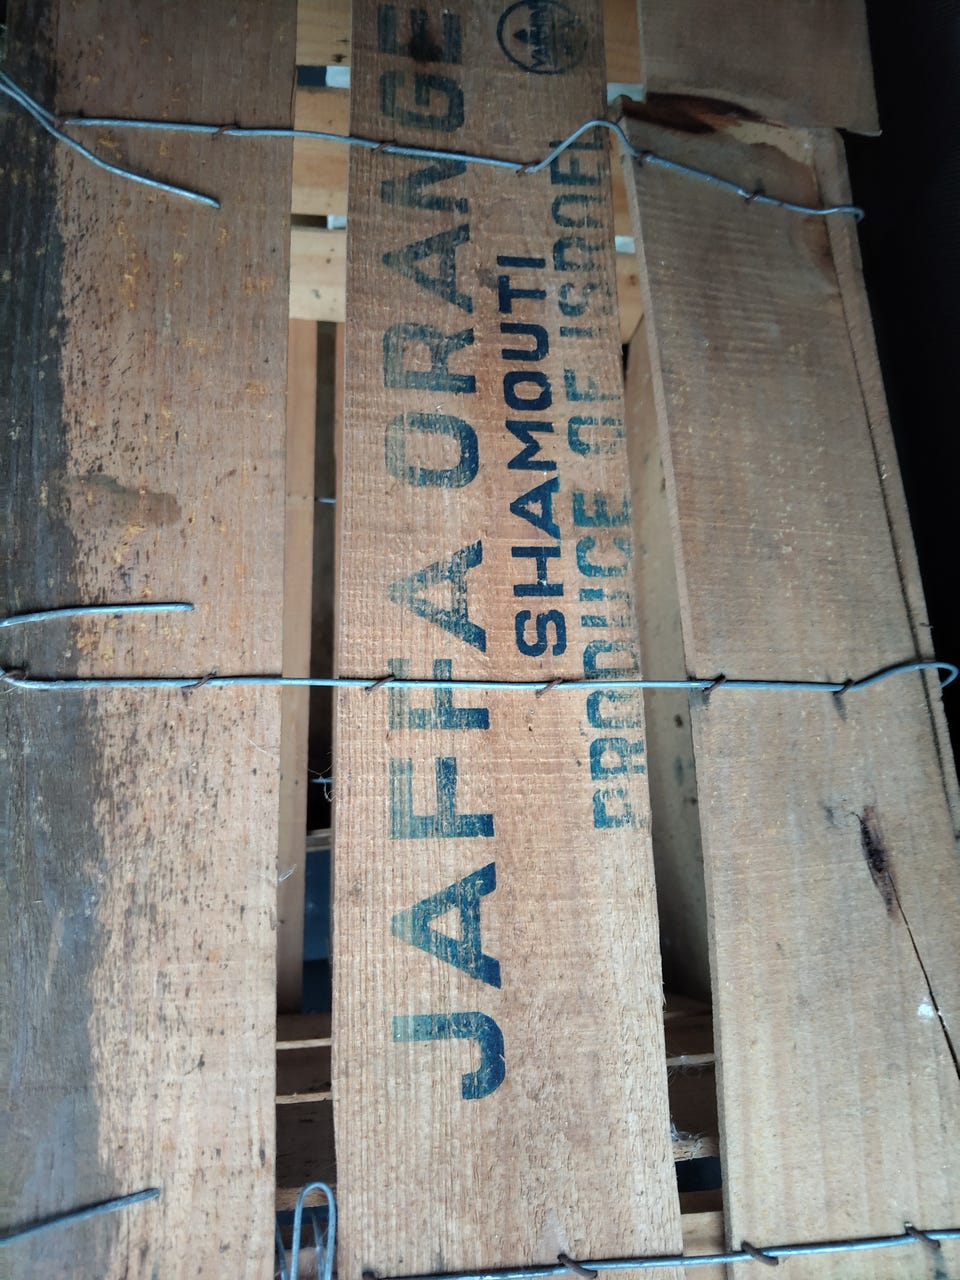 JAFFA ORANGE
SHAMOUTI
PRODUCE OF ISRAEL